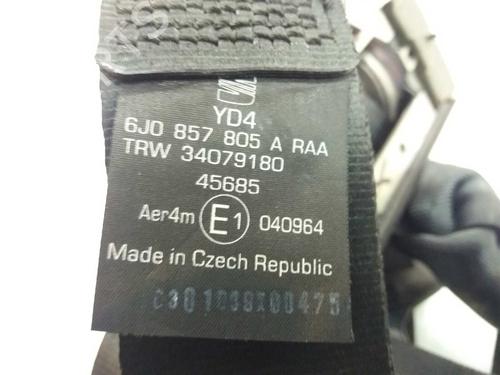 YD4
6J0 857 805 A RAA
TRW 34079180
45685
Aer4m E1 040964
Made in Czech Republic